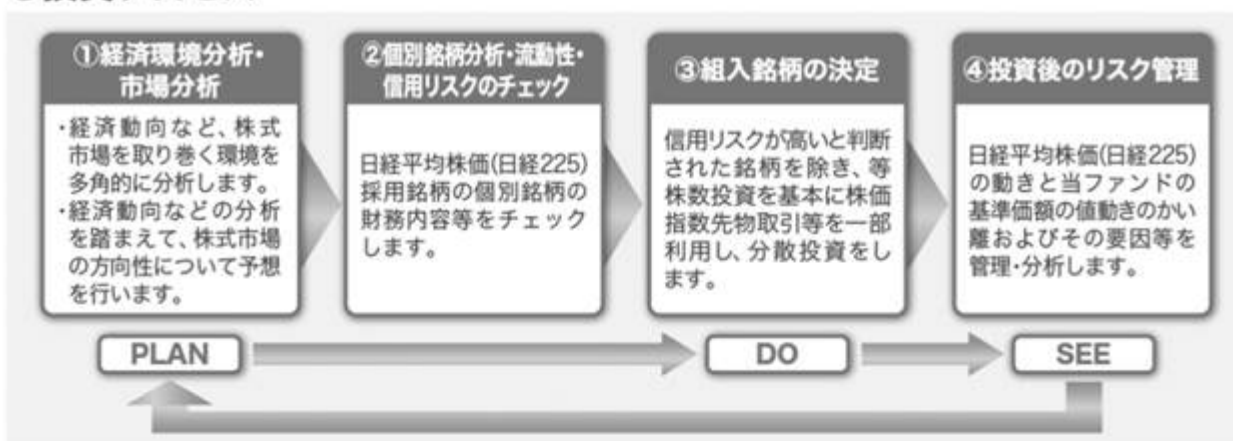 ①経済環境分析・
市場分析
・経済動向など、株式
市場を取り巻く環境を
多角的に分析します。
・経済動向などの分析
を踏まえて、株式市場
の方向性について予想
を行います。
②個別銘柄分析・流動性・
信用リスクのチェック
日経平均株価(日経225)
採用銘柄の個別銘柄の
財務内容等をチェック
します。
③組入銘柄の決定
信用リスクが高いと判断
された銘柄を除き、等
株数投資を基本に株価
指数先物取引等を一部
利用し、分散投資をし
ます。
④投資後のリスク管理
日経平均株価(日経225)
の動きと当ファンドの
基準価額の値動きのかい
離およびその要因等を
管理・分析します。
PLAN
DO
SEE